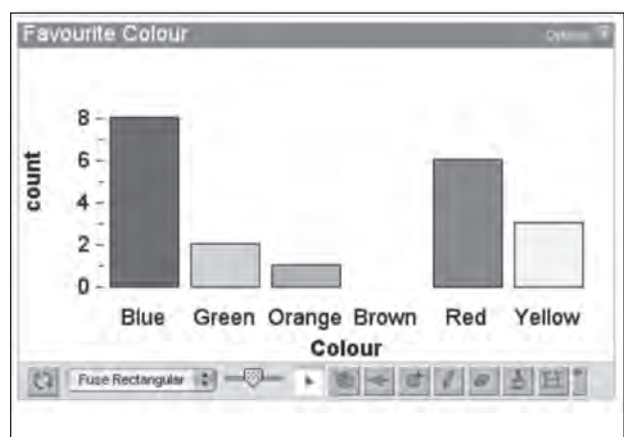 Favourite Colour
Options
8
6
count
4
2
0
Blue Green Orange Brown Red Yellow
Colour
Fuse Rectangular